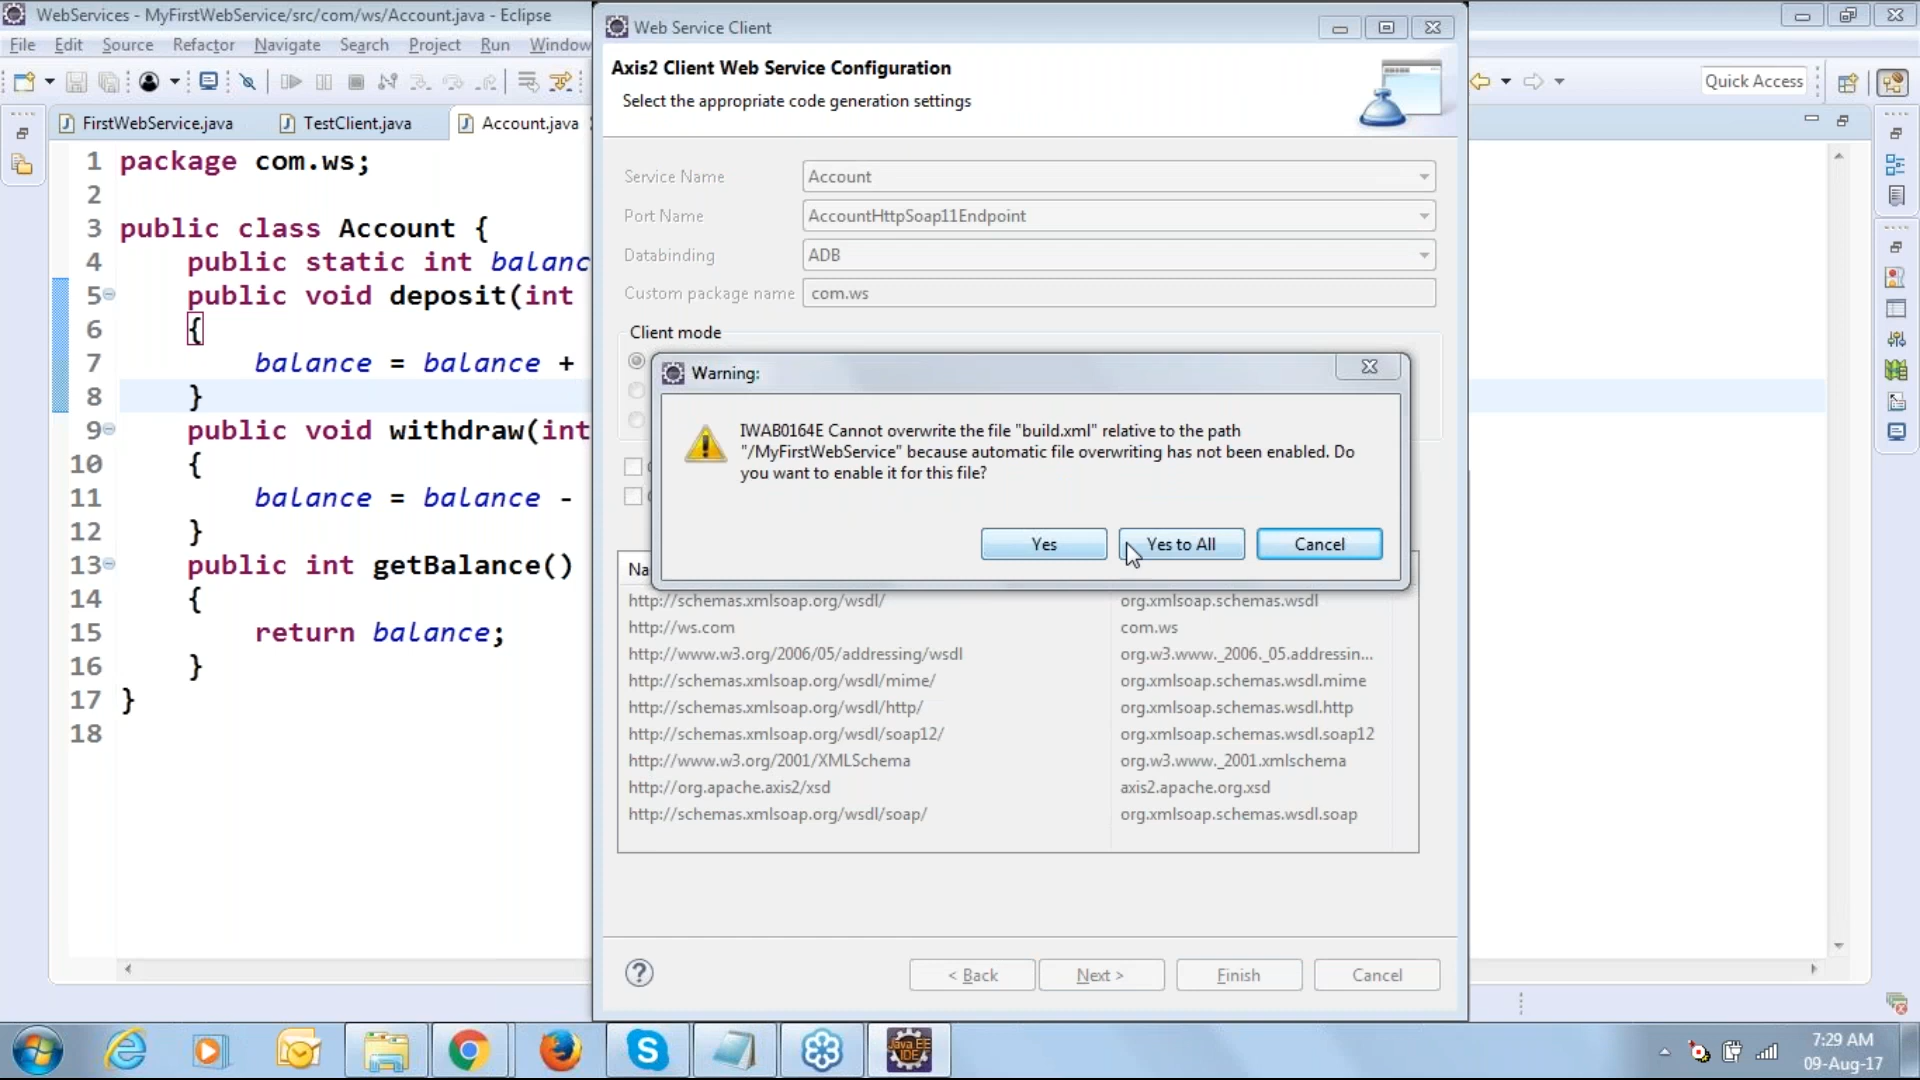 WebServices - MyFirstWebService/src/com/ws/Account.java - Eclipse
File Edit Source Refactor Navigate Search Project Run Window
Quick Access
FirstWebService.java TestClient.java Account.java
1 package com.ws;
2
3 public class Account {
4 public static int balanc
5 public void deposit(int
6 {
7 balance = balance +
8 }
9 public void withdraw(int
10 {
11 balance = balance -
12 }
13 public int getBalance()
14 {
15 return balance;
16 }
17 }
18
Web Service Client
Axis2 Client Web Service Configuration
Select the appropriate code generation settings
Service Name Account
Port Name AccountHttpSoap11Endpoint
Databinding ADB
Custom package name com.ws
Client mode
Warning:
IWAB0164E Cannot overwrite the file "build.xml" relative to the path
"/MyFirstWebService" because automatic file overwriting has not been enabled. Do
you want to enable it for this file?
Yes Yes to All Cancel
Na
http://schemas.xmlsoap.org/wsdl/ org.xmlsoap.schemas.wsdl
http://ws.com com.ws
http://www.w3.org/2006/05/addressing/wsdl org.w3.www._2006._05.addressin...
http://schemas.xmlsoap.org/wsdl/mime/ org.xmlsoap.schemas.wsdl.mime
http://schemas.xmlsoap.org/wsdl/http/ org.xmlsoap.schemas.wsdl.http
http://schemas.xmlsoap.org/wsdl/soap12/ org.xmlsoap.schemas.wsdl.soap12
http://www.w3.org/2001/XMLSchema org.w3.www._2001.xmlschema
http://org.apache.axis2/xsd axis2.apache.org.xsd
http://schemas.xmlsoap.org/wsdl/soap/ org.xmlsoap.schemas.wsdl.soap
< Back Next > Finish Cancel
Java EE
IDE
7:29 AM
09-Aug-17